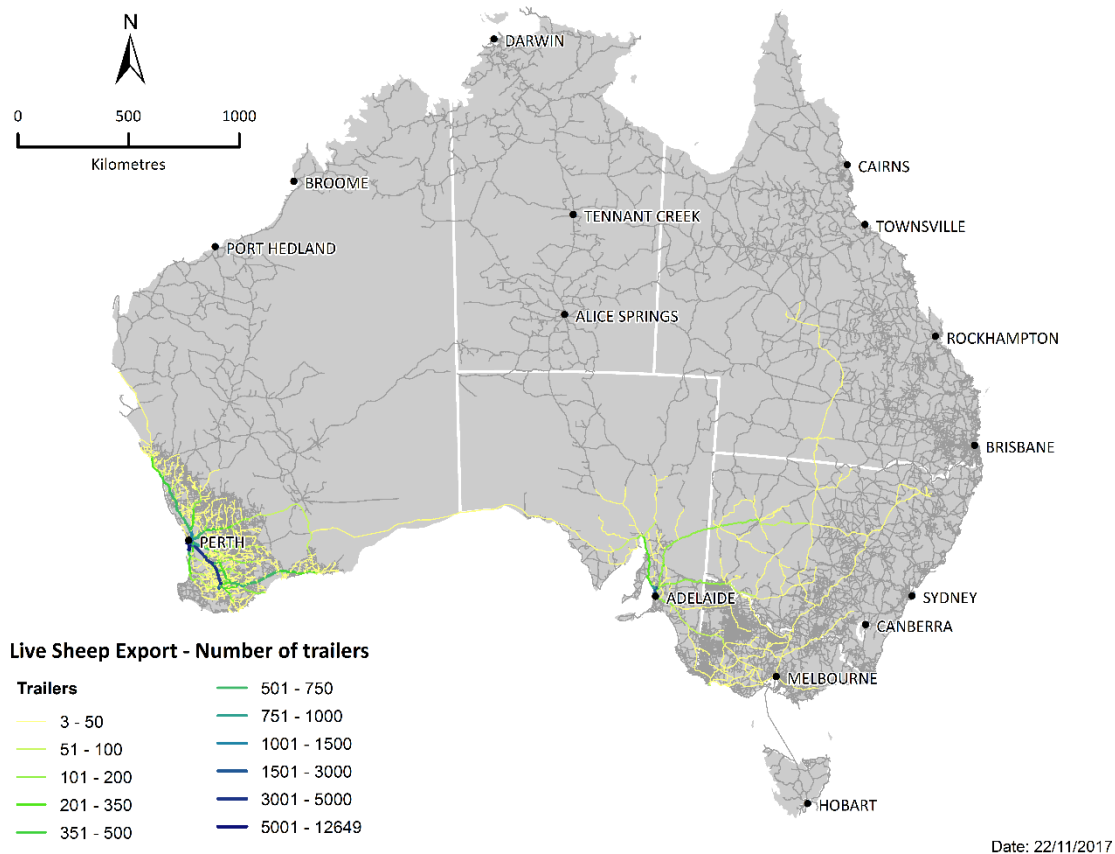 N
DARWIN
0 500 1000
Kilometres
CAIRNS
BROOME
TENNANT CREEK
TOWNSVILLE
PORT HEDLAND
ALICE SPRINGS
ROCKHAMPTON
BRISBANE
PERTH
ADELAIDE
SYDNEY
CANBERRA
MELBOURNE
HOBART
Live Sheep Export - Number of trailers
Trailers
3 - 50
51 - 100
101 - 200
201 - 350
351 - 500
501 - 750
751 - 1000
1001 - 1500
1501 - 3000
3001 - 5000
5001 - 12649
Date: 22/11/2017